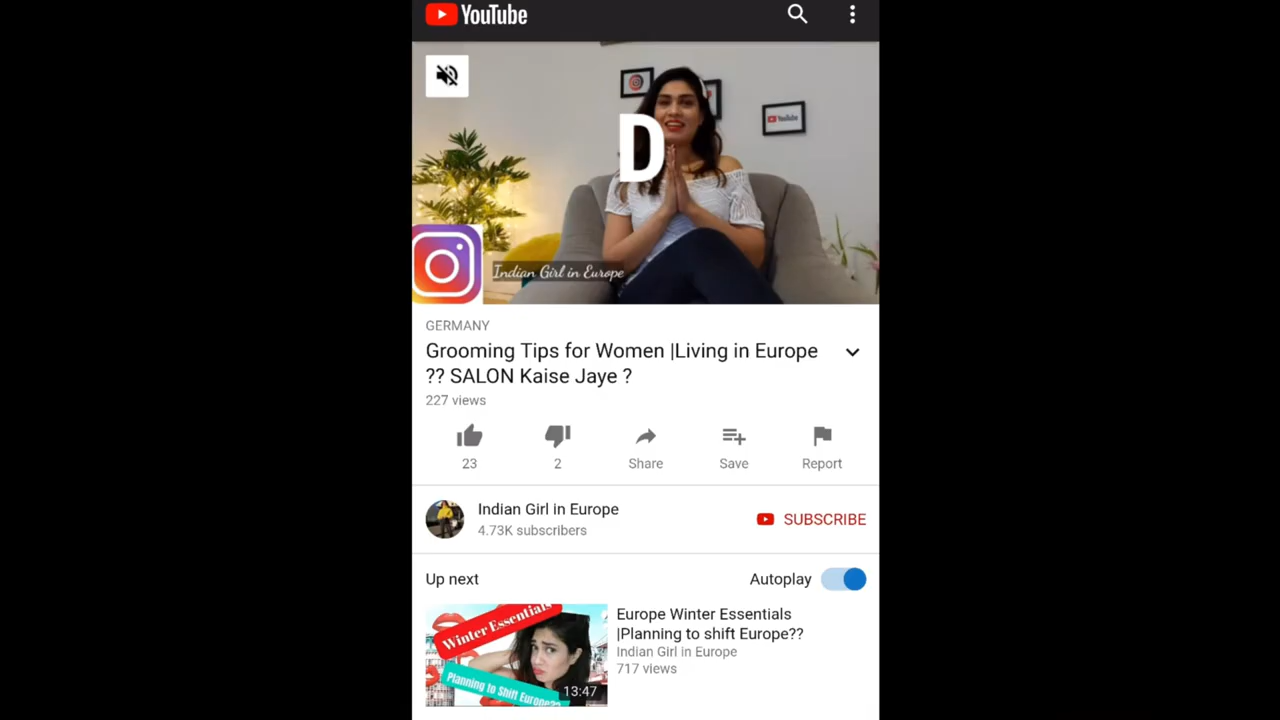 YouTube
D
YouTube
Indian Girl in Europe
GERMANY
Grooming Tips for Women |Living in Europe
?? SALON Kaise Jaye ?
227 views
23
2
Share
Save
Report
Indian Girl in Europe
4.73K subscribers
SUBSCRIBE
Up next
Autoplay
Winter Essentials
Planning to Shift Europe??
13:47
Europe Winter Essentials
|Planning to shift Europe??
Indian Girl in Europe
717 views